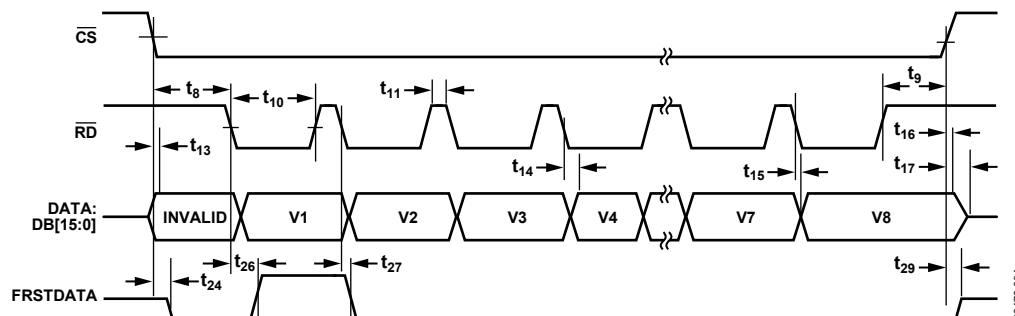 CS
t8
t10
t11
t9
RD
t13
t14
t15
t16
t17
DATA:
DB[15:0]
INVALID
V1
V2
V3
V4
V7
V8
t24
t26
t27
t29
FRSTDATA